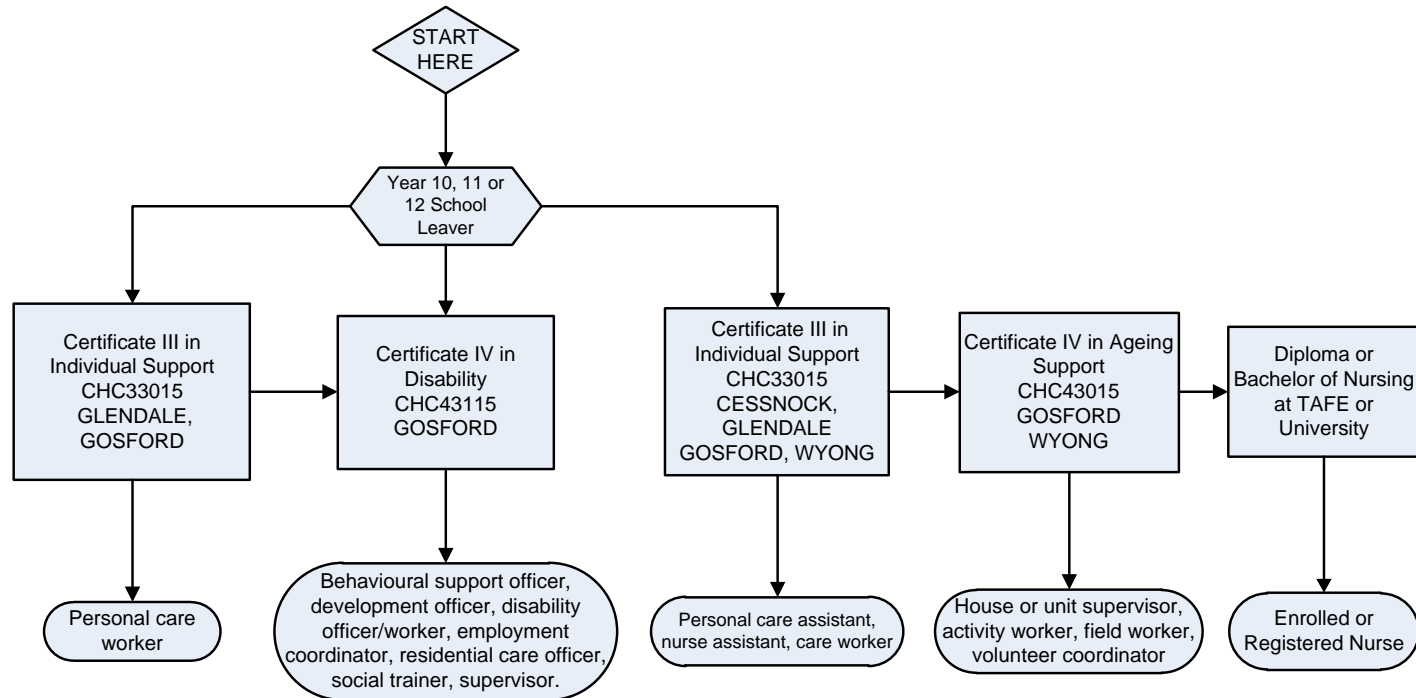 START
HERE
Year 10, 11 or
12 School
Leaver
Certificate III in
Individual Support
CHC33015
GLENDALE,
GOSFORD
Certificate IV in
Disability
CHC43115
GOSFORD
Certificate III in
Individual Support
CHC33015
CESSNOCK,
GLENDALE
GOSFORD, WYONG
Certificate IV in Ageing
Support
CHC43015
GOSFORD
WYONG
Diploma or
Bachelor of Nursing
at TAFE or
University
Personal care
worker
Behavioural support officer,
development officer, disability
officer/worker, employment
coordinator, residential care officer,
social trainer, supervisor.
Personal care assistant,
nurse assistant, care worker
House or unit supervisor,
activity worker, field worker,
volunteer coordinator
Enrolled or
Registered Nurse